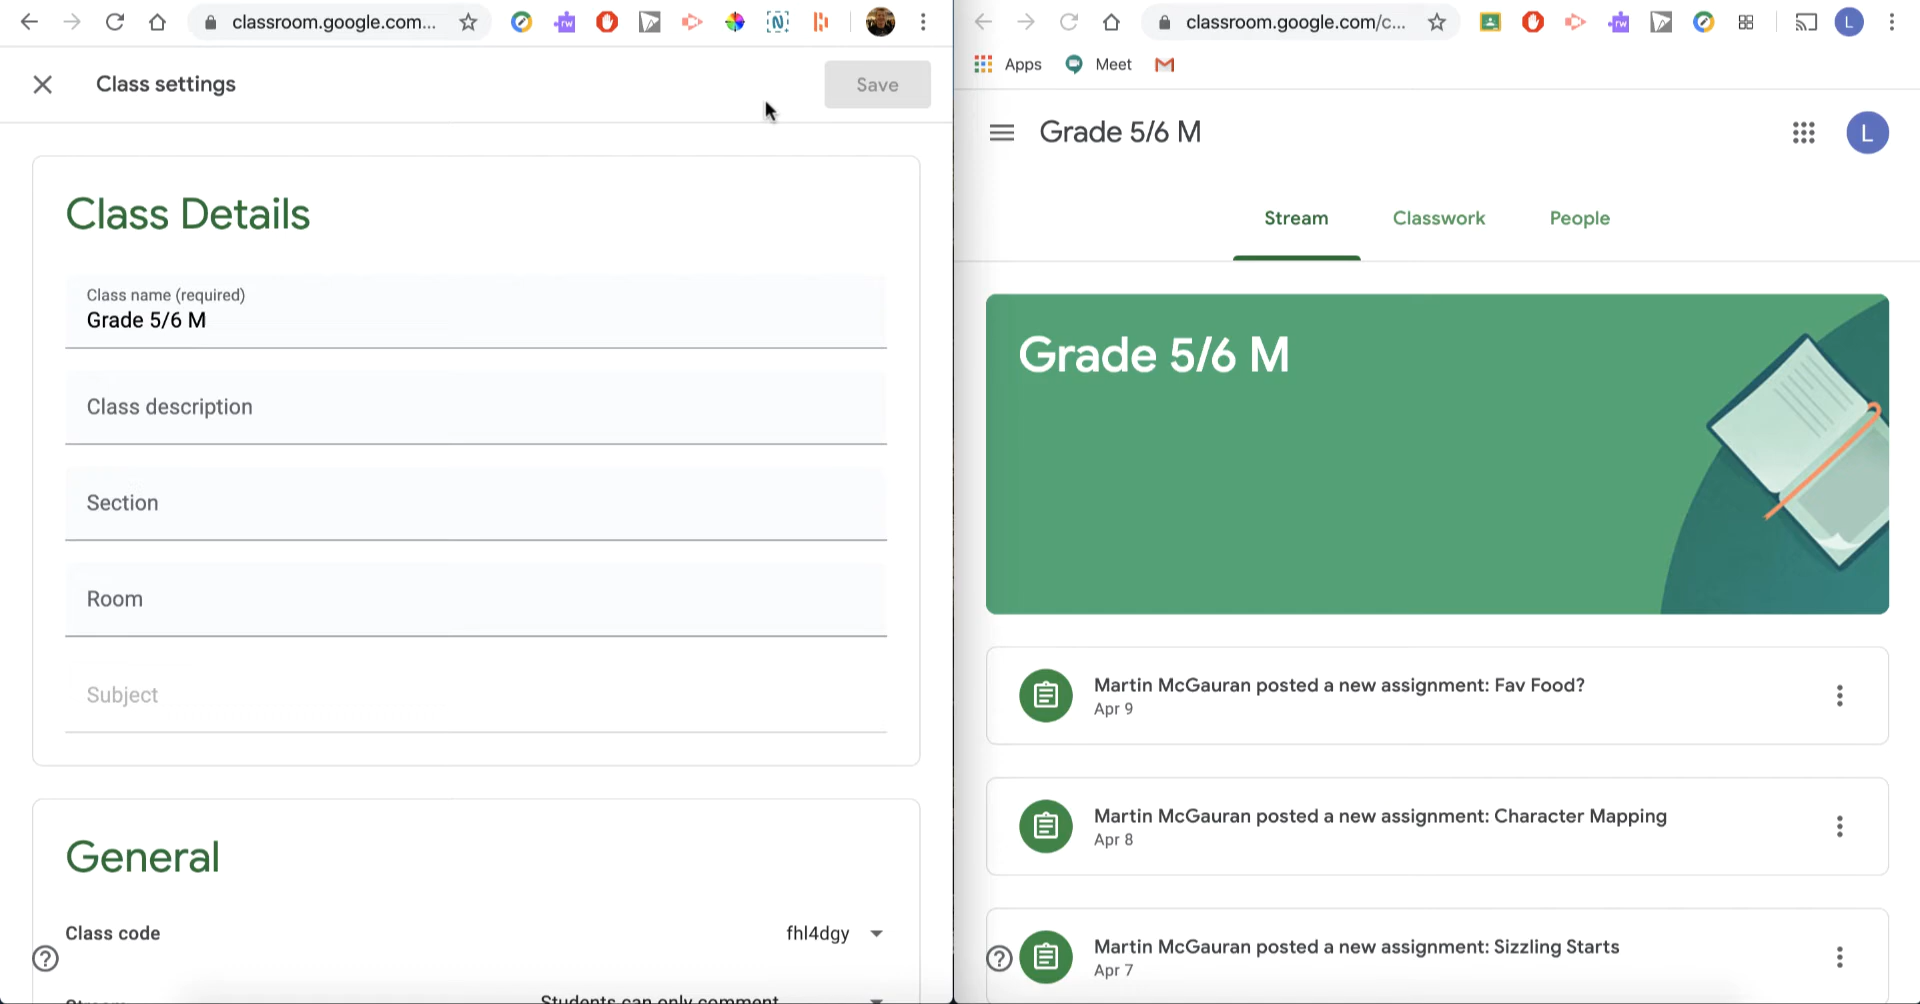 classroom.google.com...
Class settings
Save
Class Details
Class name (required)
Grade 5/6 M
Class description
Section
Room
Subject
General
Class code
fhl4dgy
Students can only comment
classroom.google.com/c...
Apps
Meet
Grade 5/6 M
L
Stream
Classwork
People
Grade 5/6 M
Martin McGauran posted a new assignment: Fav Food?
Apr 9
Martin McGauran posted a new assignment: Character Mapping
Apr 8
Martin McGauran posted a new assignment: Sizzling Starts
Apr 7